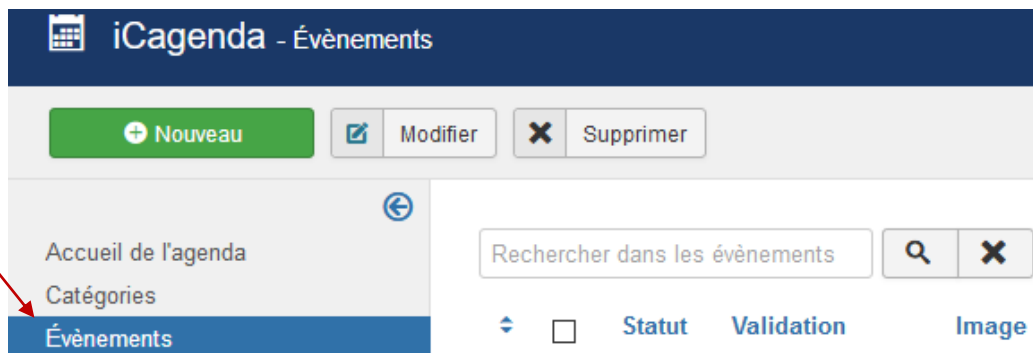 iCagenda - Évènements
Nouveau Modifier Supprimer
Accueil de l'agenda
Catégories
Évènements
Rechercher dans les évènements
Statut Validation Image